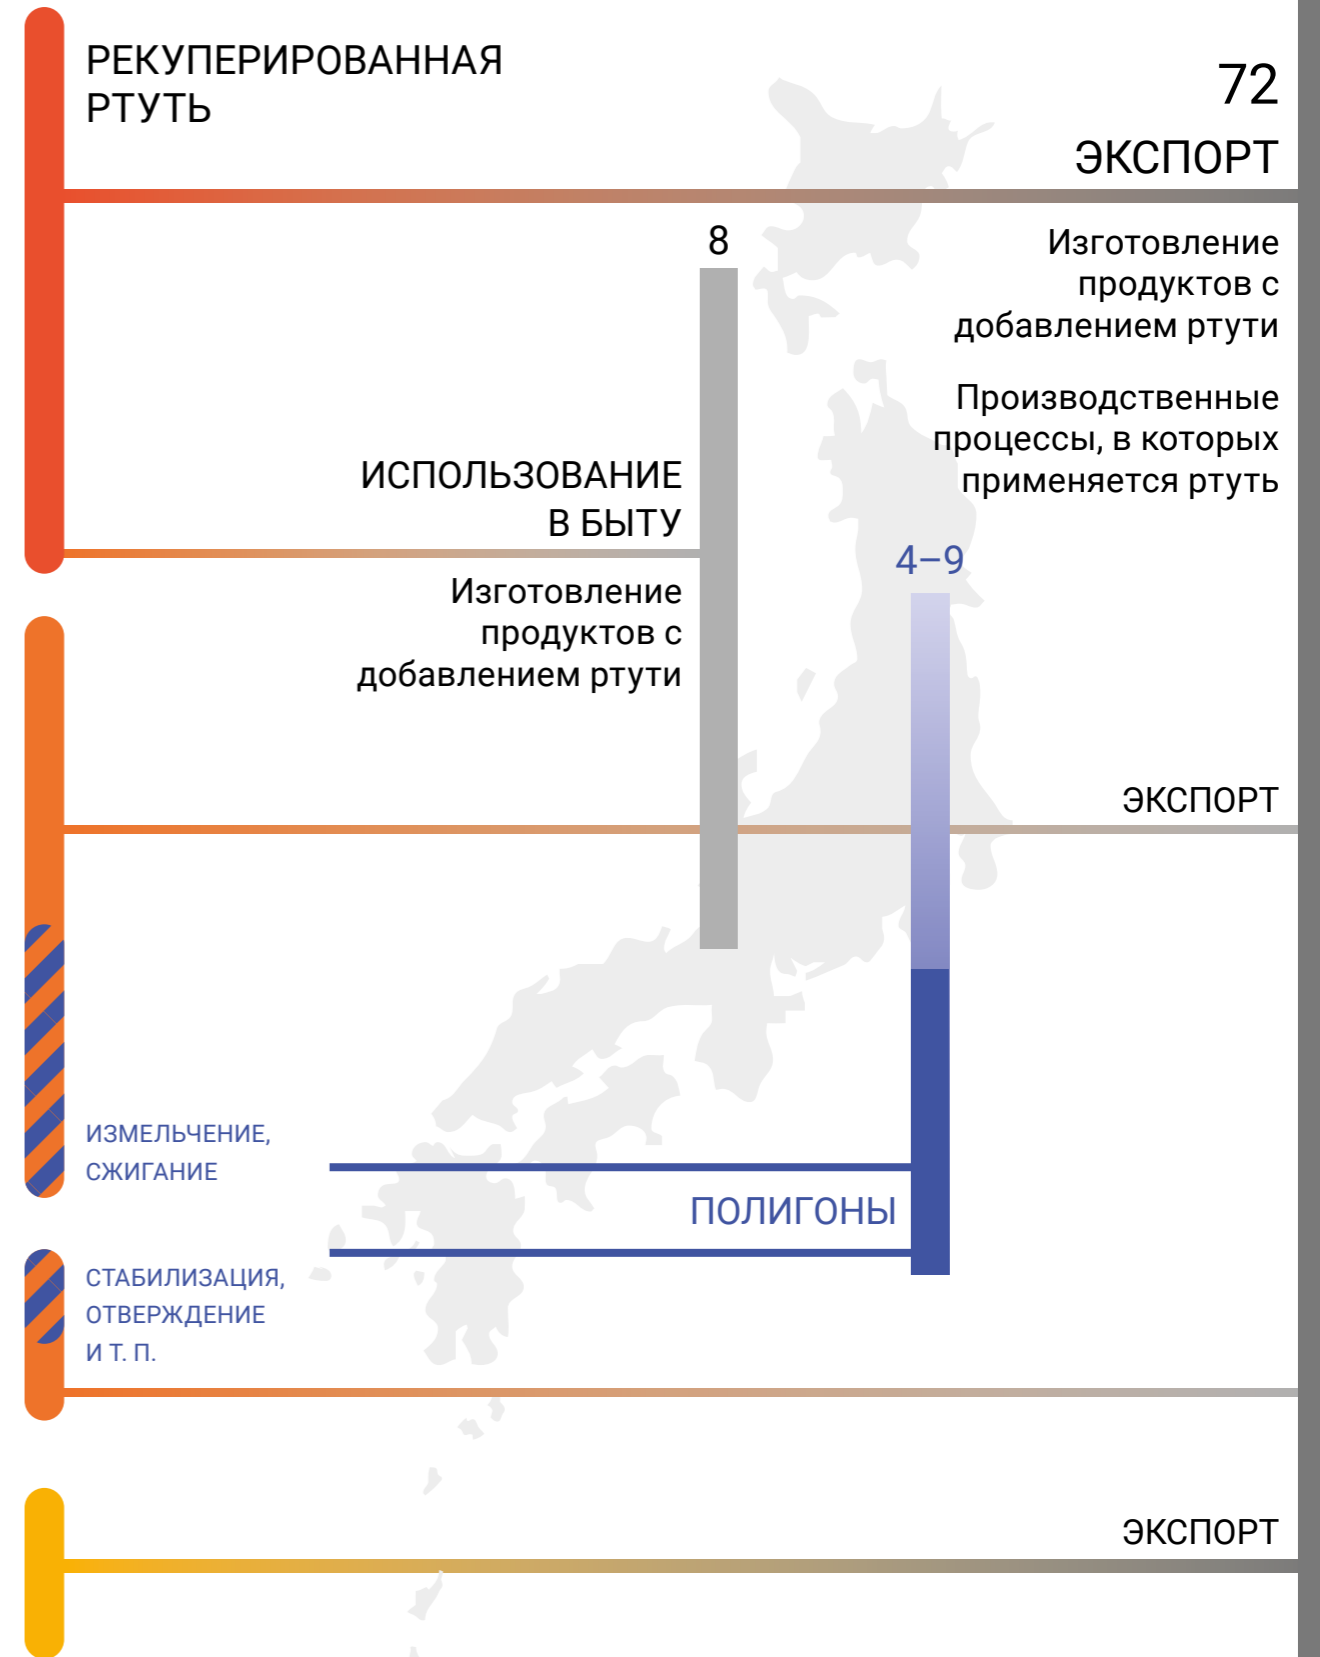 РЕКУПЕРИРОВАННАЯ
РТУТЬ
72
ЭКСПОРТ
8
Изготовление
продуктов с
добавлением ртути
Производственные
процессы, в которых
применяется ртуть
ИСПОЛЬЗОВАНИЕ
В БЫТУ
4–9
Изготовление
продуктов с
добавлением ртути
ЭКСПОРТ
ИЗМЕЛЬЧЕНИЕ,
СЖИГАНИЕ
ПОЛИГОНЫ
СТАБИЛИЗАЦИЯ,
ОТВЕРЖДЕНИЕ
И Т. П.
ЭКСПОРТ